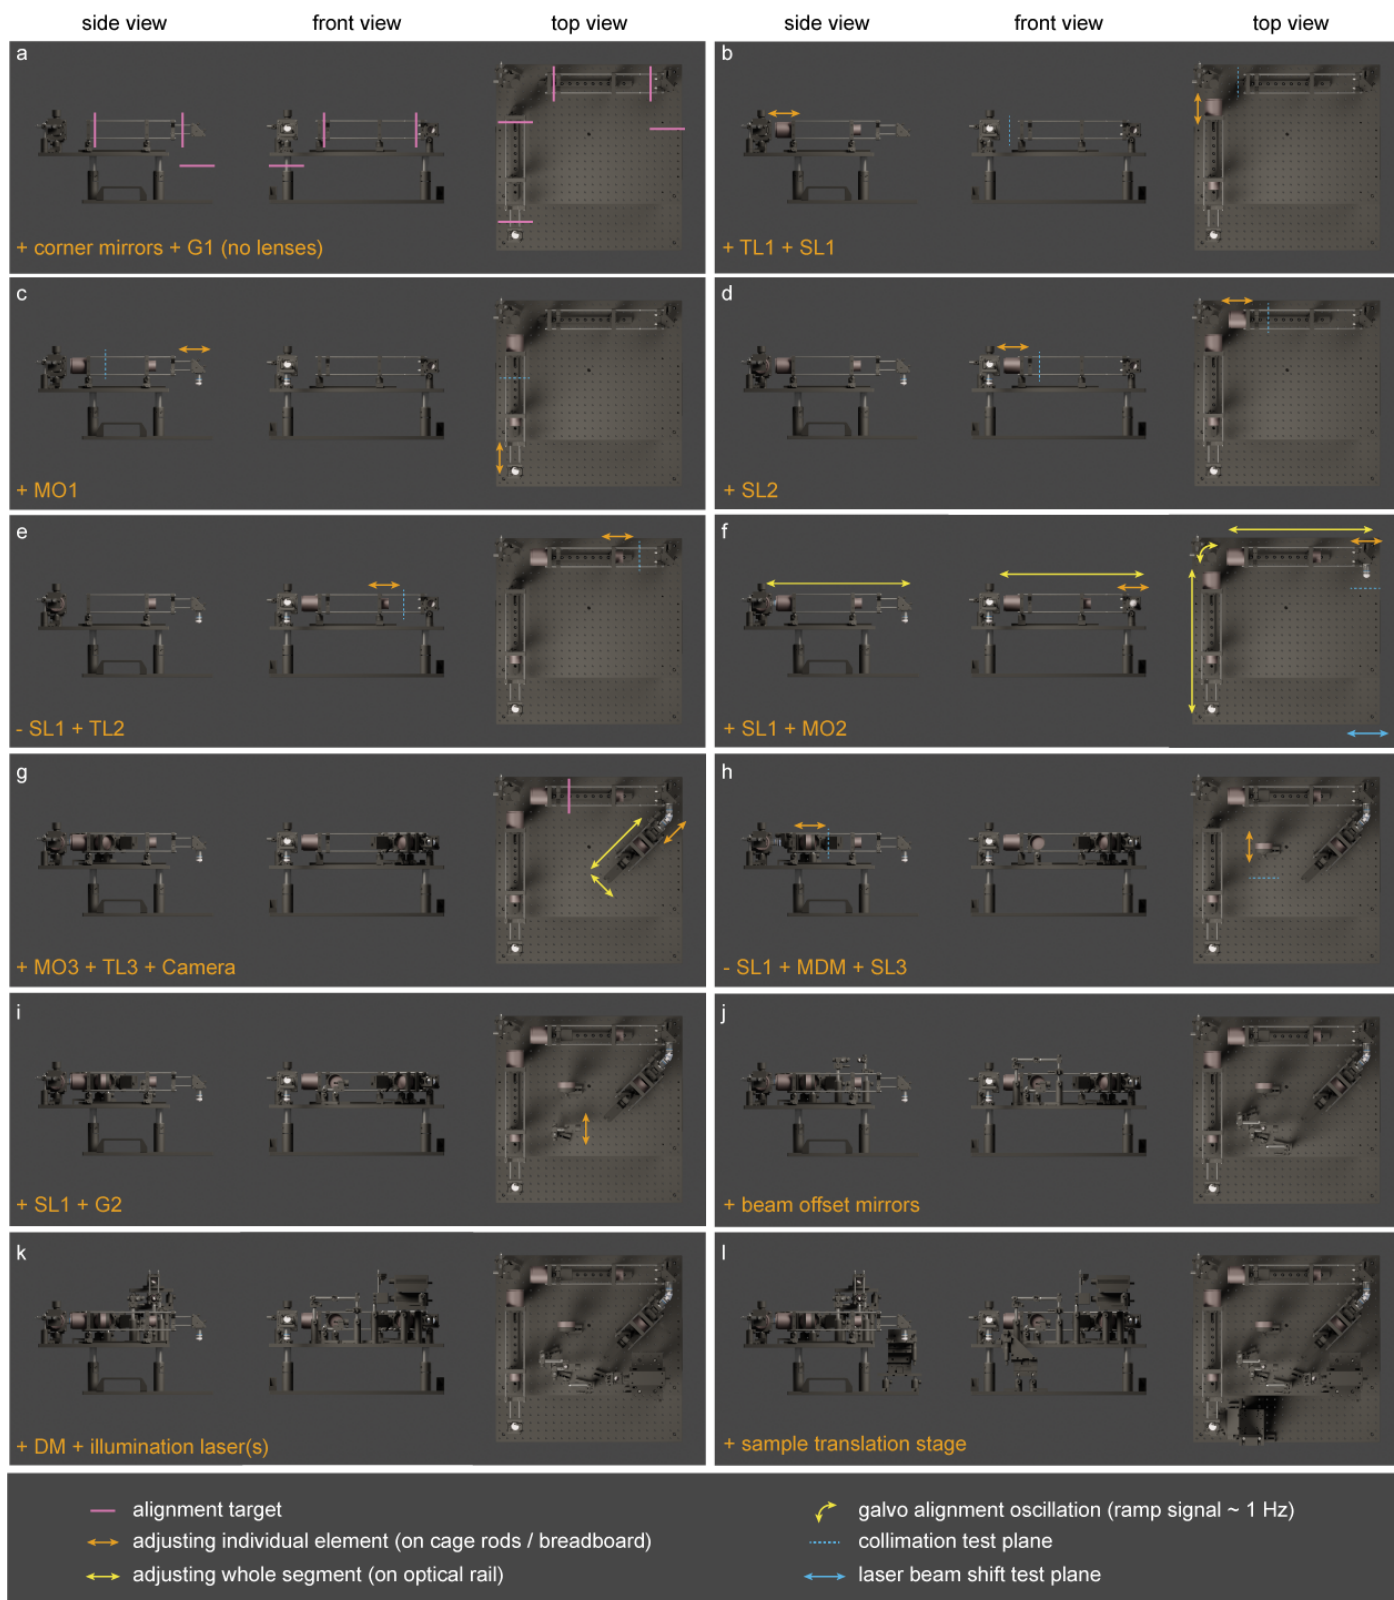 side view front view top view side view front view top view
a
+ corner mirrors + G1 (no lenses)
b
+ TL1 + SL1
c
+ MO1
d
+ SL2
e
- SL1 + TL2
f
+ SL1 + MO2
g
+ MO3 + TL3 + Camera
h
- SL1 + MDM + SL3
i
+ SL1 + G2
j
+ beam offset mirrors
k
+ DM + illumination laser(s)
l
+ sample translation stage
alignment target
adjusting individual element (on cage rods / breadboard)
adjusting whole segment (on optical rail)
galvo alignment oscillation (ramp signal ~ 1 Hz)
collimation test plane
laser beam shift test plane